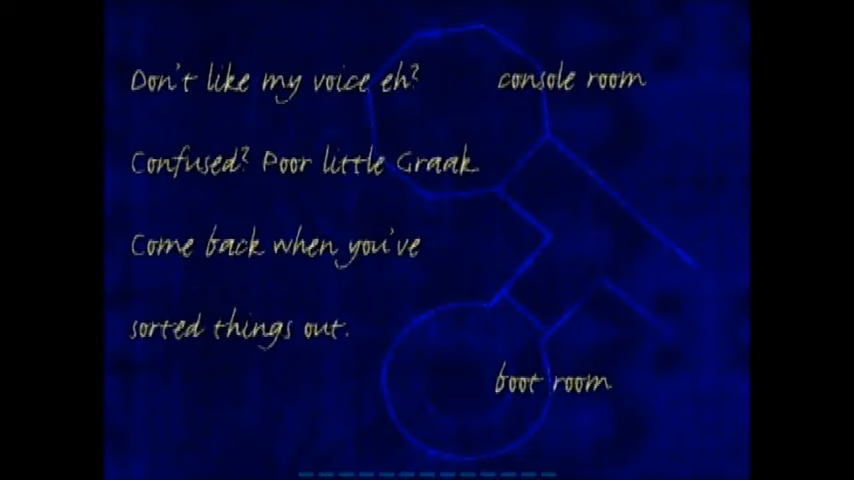 Don't like my voice eh?
console room
Confused? Poor little Graak
Come back when you've
sorted things out.
boot room